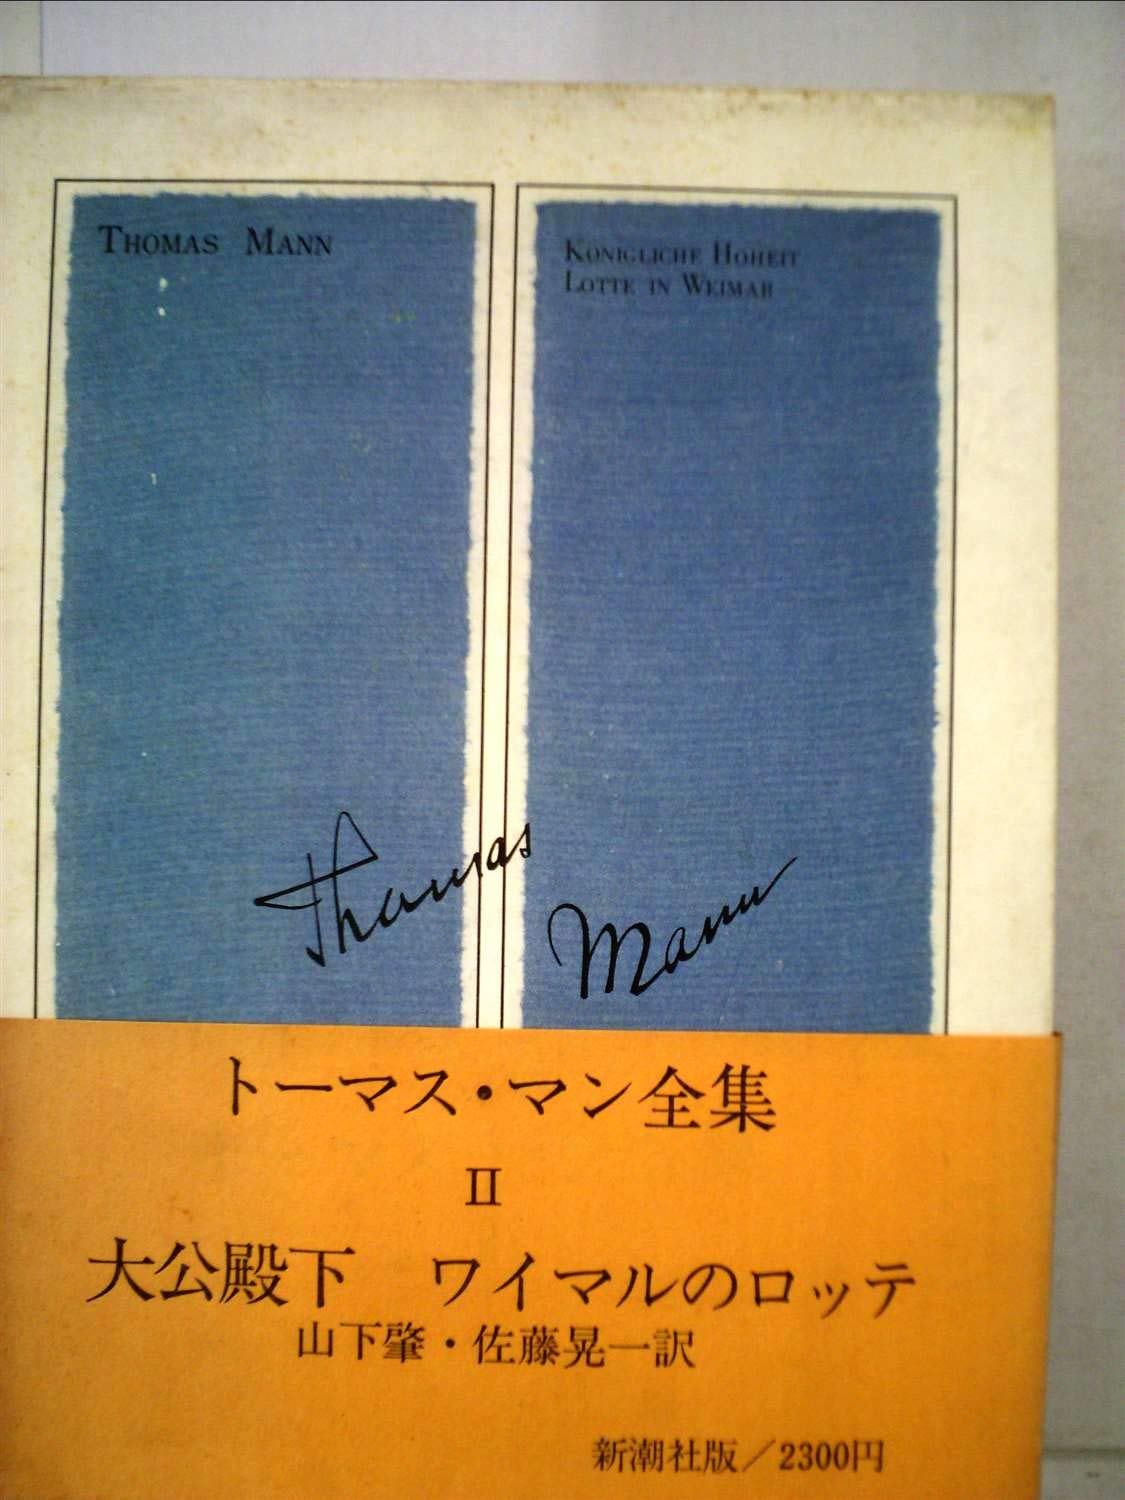 THOMAS MANN
KÖNIGLICHE HOHEIT
LOTTE IN WEIMAR
Thomas Mann
トーマス・マン全集
II
大公殿下 ワイマルのロッテ
山下肇・佐藤晃一訳
新潮社版／2300円